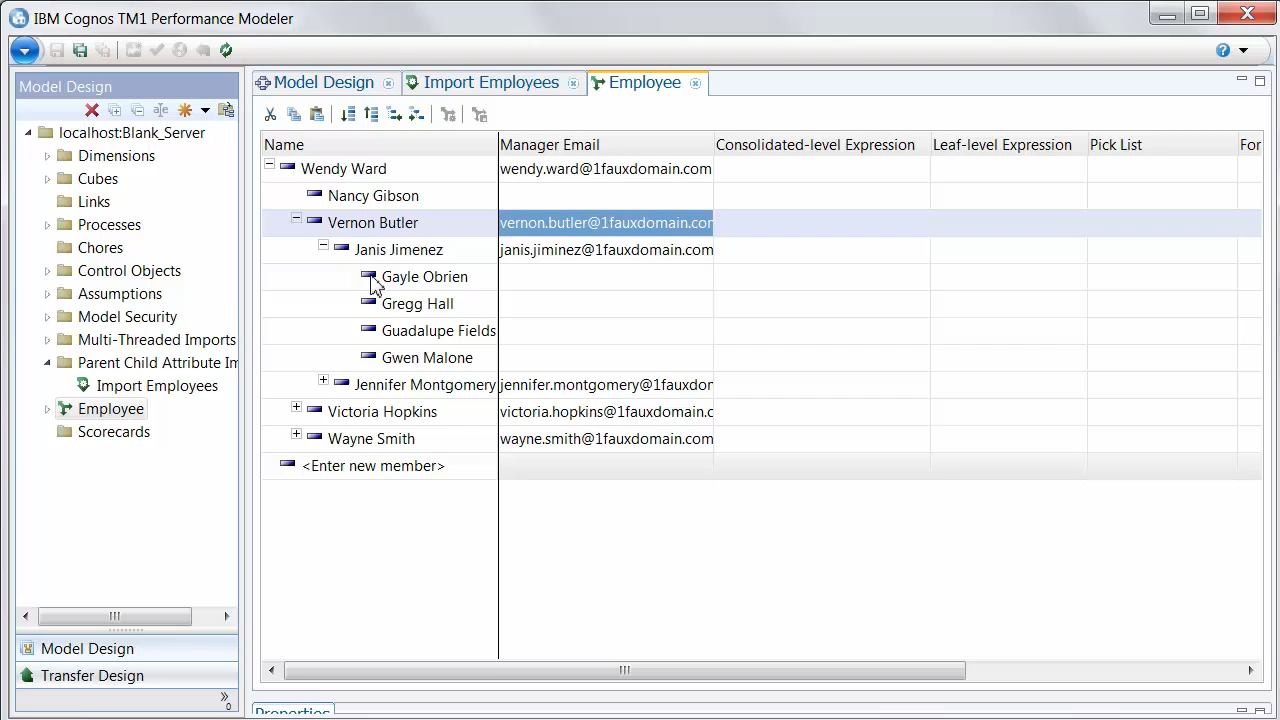 IBM Cognos TM1 Performance Modeler
Model Design
localhost:Blank_Server
Dimensions
Cubes
Links
Processes
Chores
Control Objects
Assumptions
Model Security
Multi-Threaded Imports
Parent Child Attribute Im
Import Employees
Employee
Scorecards
Model Design
Transfer Design
Model Design Import Employees Employee
Name Manager Email Consolidated-level Expression Leaf-level Expression Pick List For
Wendy Ward wendy.ward@1fauxdomain.com
Nancy Gibson
Vernon Butler vernon.butler@1fauxdomain.com
Janis Jimenez janis.jiminez@1fauxdomain.com
Gayle Obrien
Gregg Hall
Guadalupe Fields
Gwen Malone
Jennifer Montgomery jennifer.montgomery@1fauxdon
Victoria Hopkins victoria.hopkins@1fauxdomain.c
Wayne Smith wayne.smith@1fauxdomain.com
<Enter new member>
Properties